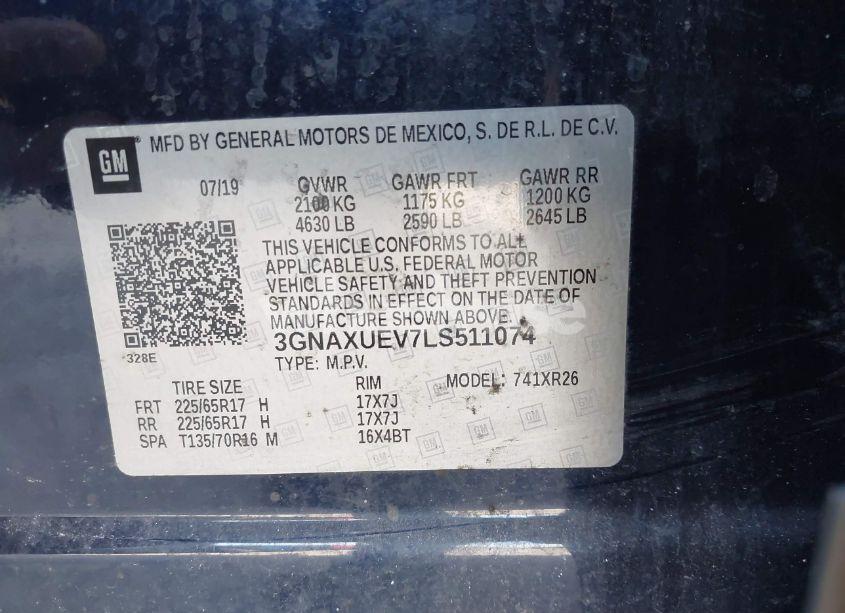 GM MFD BY GENERAL MOTORS DE MEXICO, S. DE R.L. DE C.V.
07/19 GVWR GAWR FRT GAWR RR
2100 KG 1175 KG 1200 KG
4630 LB 2590 LB 2645 LB
THIS VEHICLE CONFORMS TO ALL
APPLICABLE U.S. FEDERAL MOTOR
VEHICLE SAFETY AND THEFT PREVENTION
STANDARDS IN EFFECT ON THE DATE OF
MANUFACTURE SHOWN ABOVE.
3GNAXUEV7LS511074
328E
TYPE: M.P.V.
TIRE SIZE RIM MODEL: 741XR26
FRT 225/65R17 H 17X7J
RR 225/65R17 H 17X7J
SPA T135/70R16 M 16X4BT